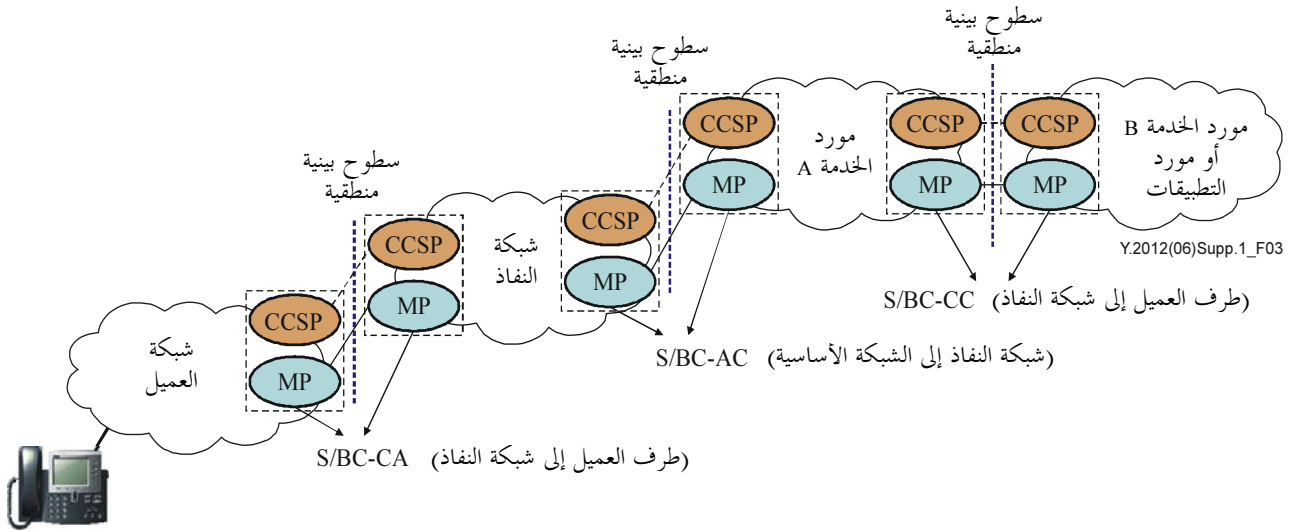 سطوح بينية
منطقية
سطوح بينية
منطقية
سطوح بينية
منطقية
CCSP
CCSP
CCSP
مورد الخدمة B
أو مورد
التطبيقات
مورد
الخدمة A
MP
MP
MP
CCSP
CCSP
شبكة
النفاذ
MP
MP
Y.2012(06)Supp.1_F03
S/BC-CC (طرف العميل إلى شبكة النفاذ)
CCSP
شبكة
العميل
MP
S/BC-AC (شبكة النفاذ إلى الشبكة الأساسية)
S/BC-CA (طرف العميل إلى شبكة النفاذ)